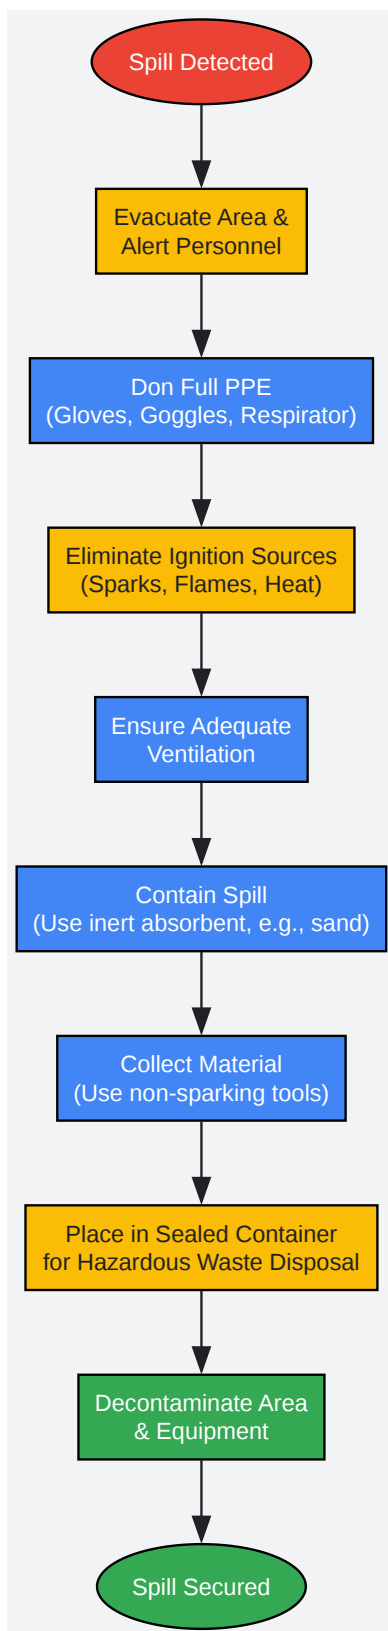 Spill Detected
Evacuate Area &
Alert Personnel
Don Full PPE
(Gloves, Goggles, Respirator)
Eliminate Ignition Sources
(Sparks, Flames, Heat)
Ensure Adequate
Ventilation
Contain Spill
(Use inert absorbent, e.g., sand)
Collect Material
(Use non-sparking tools)
Place in Sealed Container
for Hazardous Waste Disposal
Decontaminate Area
& Equipment
Spill Secured